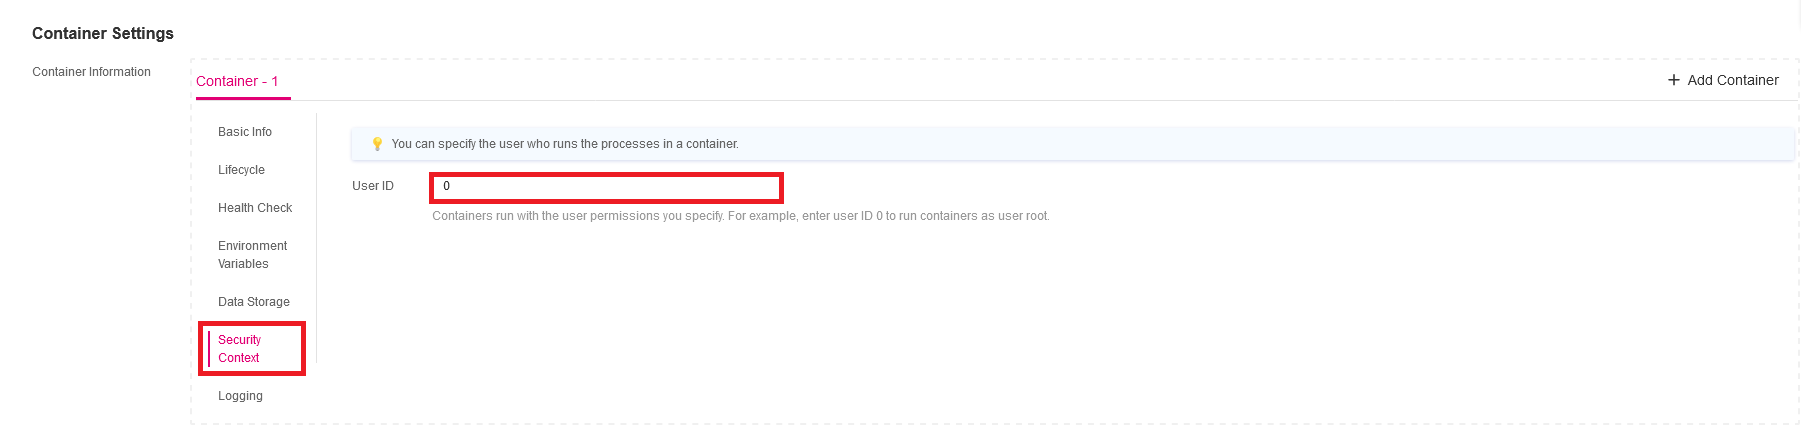 Container Settings
Container Information
Container - 1
+ Add Container
Basic Info
Lifecycle
Health Check
Environment
Variables
Data Storage
Security
Context
Logging
You can specify the user who runs the processes in a container.
User ID
0
Containers run with the user permissions you specify. For example, enter user ID 0 to run containers as user root.